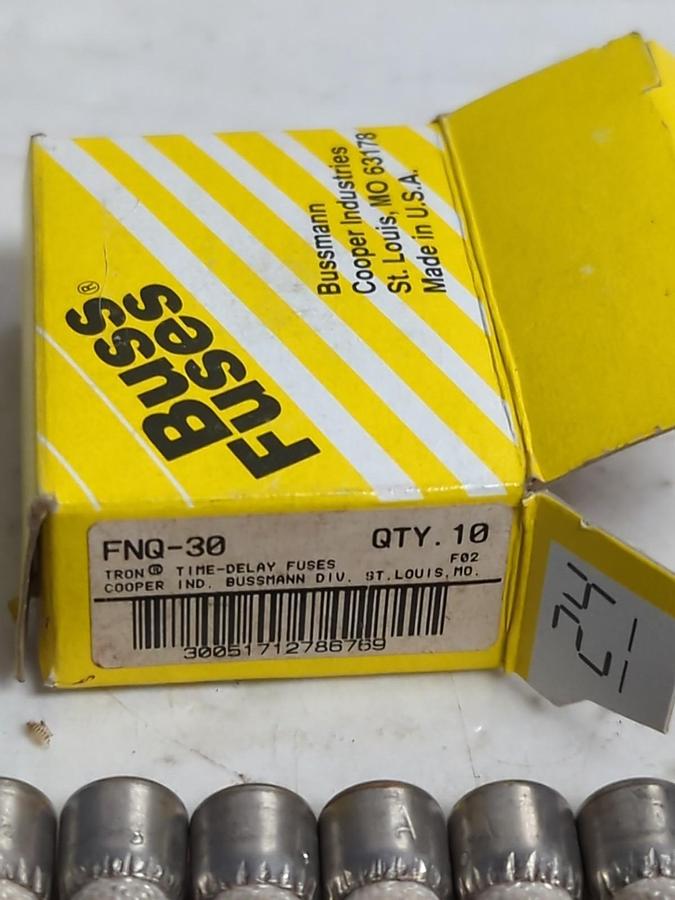 Buss®
Fuses
Bussmann
Cooper Industries
St. Louis, MO 63178
Made in U.S.A.
FNQ-30 QTY. 10
TRON® TIME-DELAY FUSES F02
COOPER IND. BUSSMANN DIV. ST.LOUIS,MO.
30051712786769
24